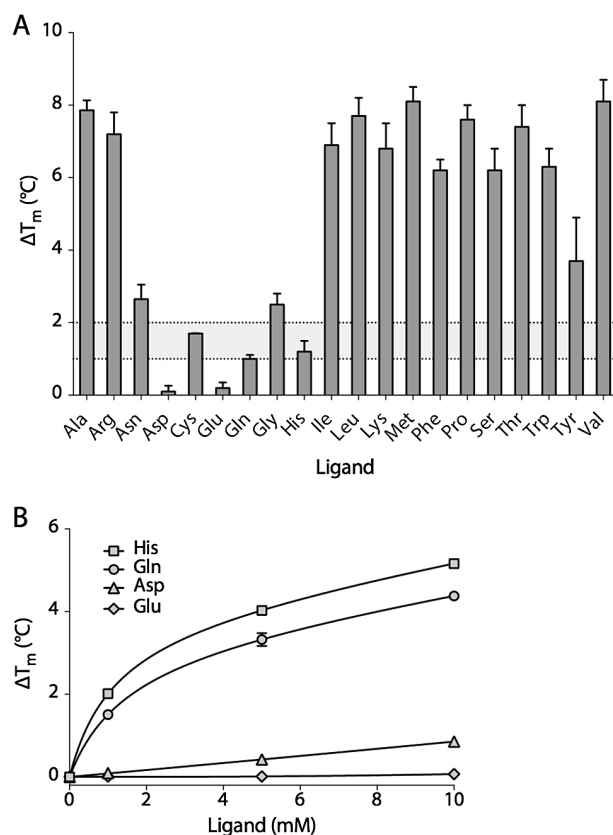 A
10
8
6
4
2
0
ΔTm (°C)
Ala Arg Asn Asp Cys Glu Gln Gly His Ile Leu Lys Met Phe Pro Ser Thr Trp Tyr Val
Ligand
B
6
4
2
0
ΔTm (°C)
His
Gln
Asp
Glu
0 2 4 6 8 10
Ligand (mM)